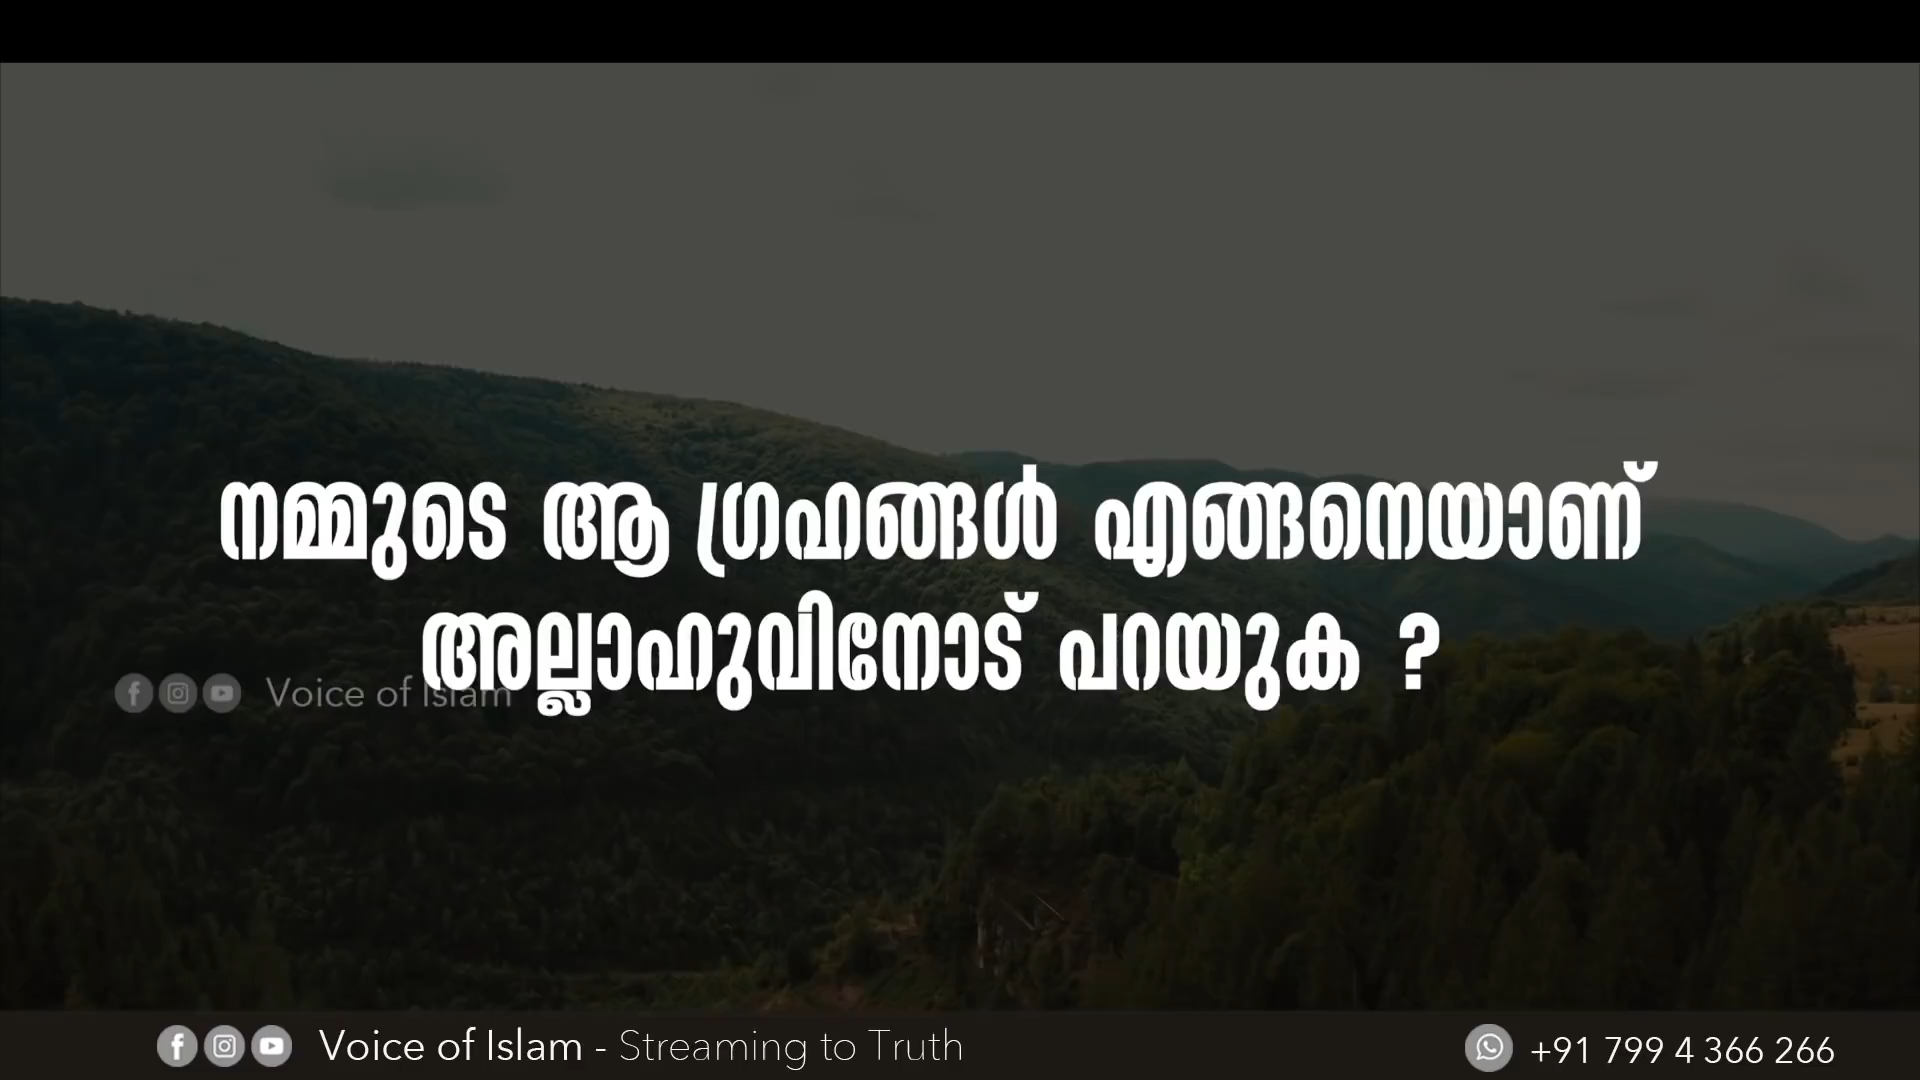 നമ്മുടെ ആ ഗ്രഹങ്ങൾ എങ്ങനെയാണ്
അല്ലാഹുവിനോട് പറയുക ?
Voice of Islam
Voice of Islam - Streaming to Truth
+91 799 4 366 266